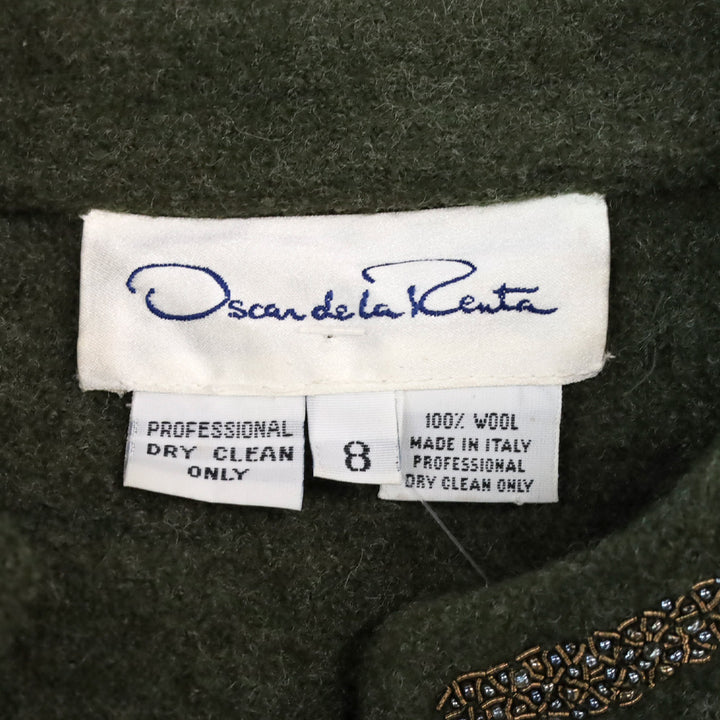 Oscar de la Renta
PROFESSIONAL
DRY CLEAN
ONLY
8
100% WOOL
MADE IN ITALY
PROFESSIONAL
DRY CLEAN ONLY